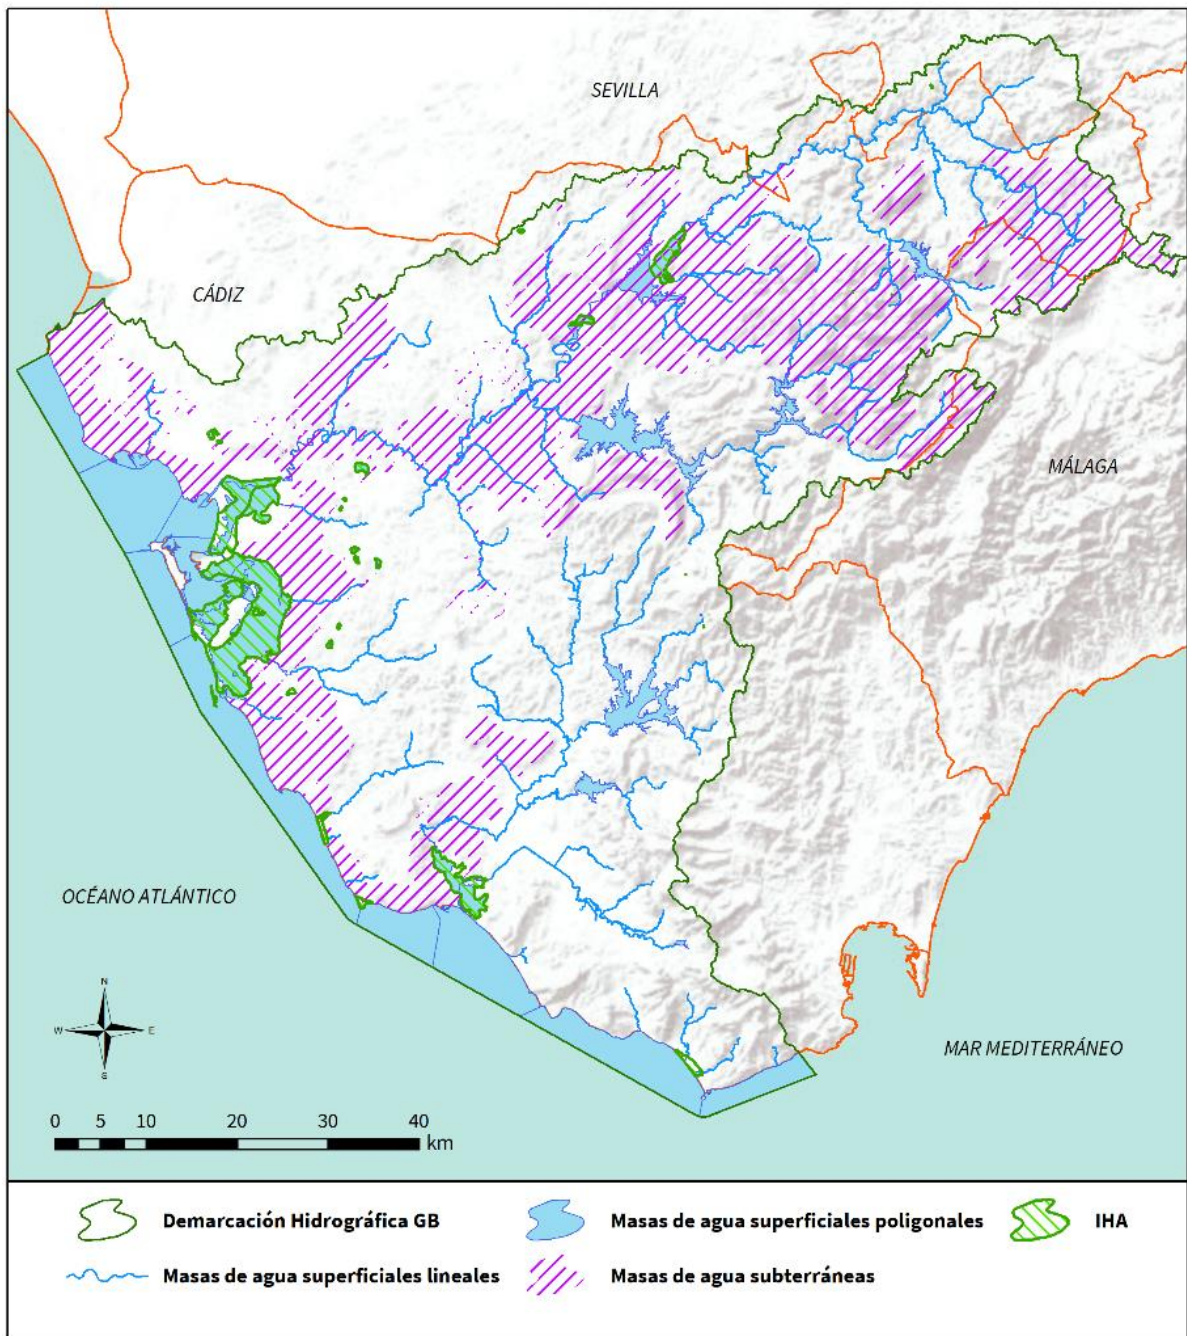 SEVILLA
CÁDIZ
MÁLAGA
OCÉANO ATLÁNTICO
MAR MEDITERRÁNEO
N
W E
S
0 5 10 20 30 40
km
Demarcación Hidrográfica GB
Masas de agua superficiales poligonales
IHA
Masas de agua superficiales lineales
Masas de agua subterráneas